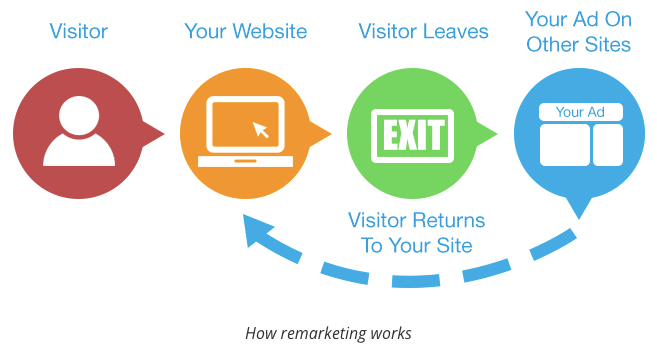 Visitor
Your Website
Visitor Leaves
Your Ad On
Other Sites
EXIT
Your Ad
Visitor Returns
To Your Site
How remarketing works